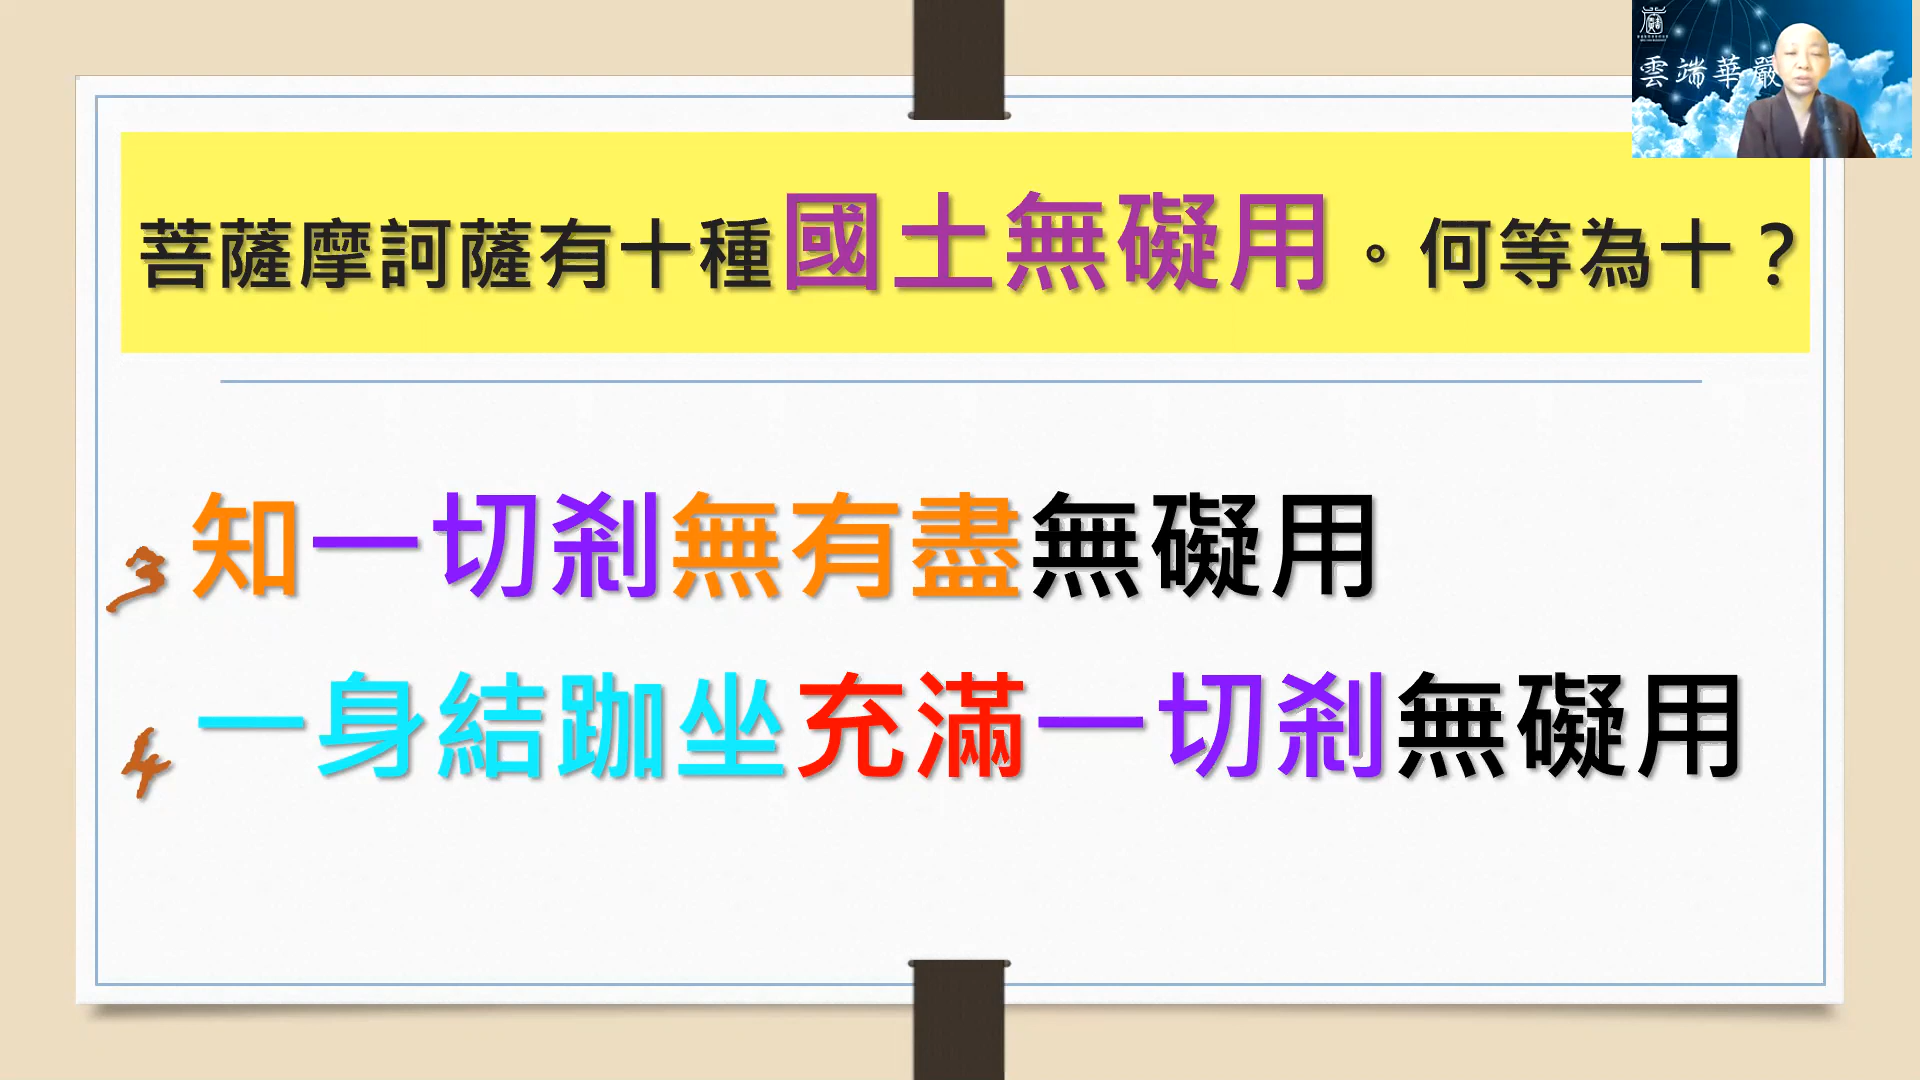 雲端華嚴
菩薩摩訶薩有十種國土無礙用。何等為十？
3 知一切剎無有盡無礙用
4 一身結跏坐充滿一切剎無礙用